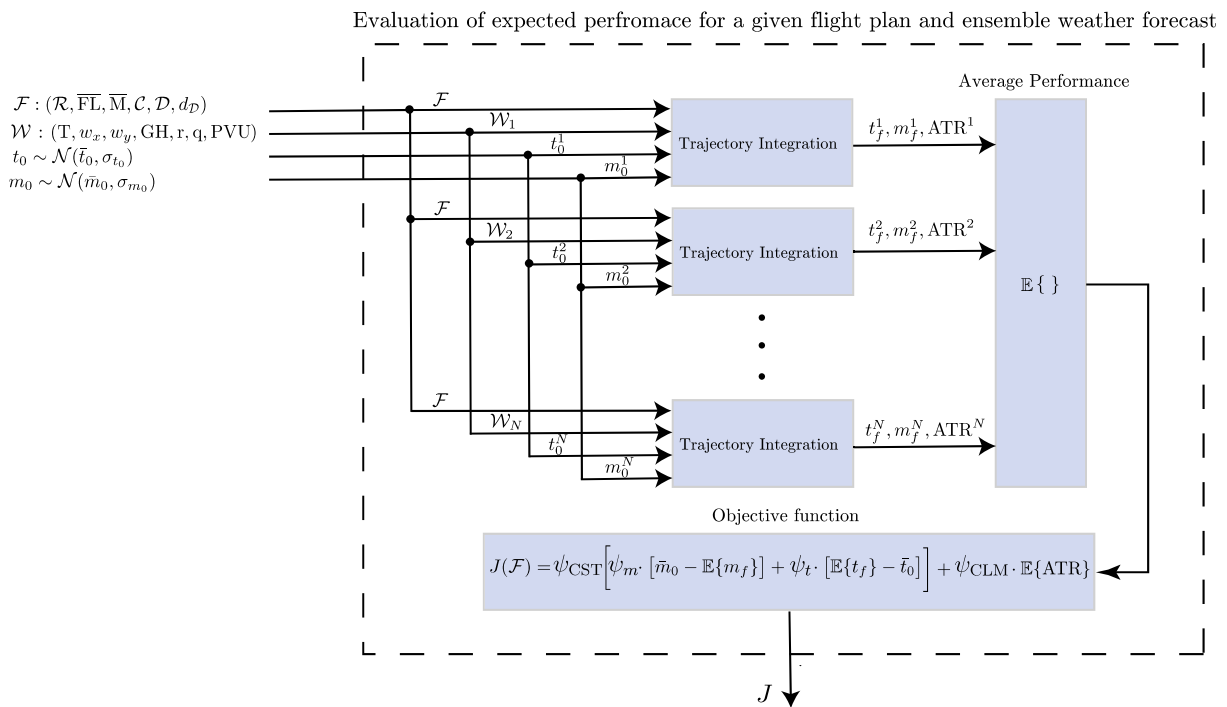 Evaluation of expected perfromace for a given flight plan and ensemble weather forecast
Average Performance
ℱ : (ℛ, F̅L̅, M̅, 𝒞, 𝒟, d_𝒟)
𝒲 : (T, w_x, w_y, GH, r, q, PVU)
t_0 ∼ 𝒩(t̄_0, σ_{t_0})
m_0 ∼ 𝒩(m̄_0, σ_{m_0})
ℱ
𝒲_1
t_0^1
m_0^1
Trajectory Integration
t_f^1, m_f^1, ATR^1
ℱ
𝒲_2
t_0^2
m_0^2
Trajectory Integration
t_f^2, m_f^2, ATR^2
𝔼{ }
ℱ
𝒲_N
t_0^N
m_0^N
Trajectory Integration
t_f^N, m_f^N, ATR^N
Objective function
J(ℱ) = ψ_CST[ψ_m · [m̄_0 − 𝔼{m_f}] + ψ_t · [𝔼{t_f} − t̄_0]] + ψ_CLM · 𝔼{ATR}
J